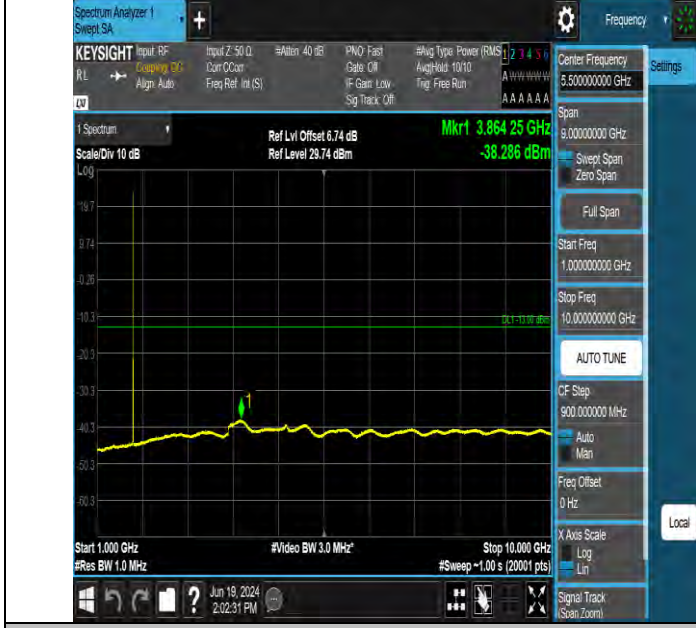 Spectrum Analyzer 1
Swept SA
+
Frequency
KEYSIGHT
RL
Input: RF
Coupling: DC
Align: Auto
Input Z: 50 Ω
Corr CCorr
Freq Ref: Int (S)
#Atten: 40 dB
PNO: Fast
Gate: Off
IF Gain: Low
Sig Track: Off
#Avg Type: Power (RMS
Avg|Hold: 10/10
Trig: Free Run
1 2 3 4 5 6
A W W W W W
A A A A A A
LXI
1 Spectrum
Scale/Div 10 dB
Log
Ref Lvl Offset 6.74 dB
Ref Level 29.74 dBm
Mkr1 3.864 25 GHz
-38.286 dBm
19.7
9.74
-0.26
-10.3
DL1 -13.00 dBm
-20.3
-30.3
1
-40.3
-50.3
-60.3
Start 1.000 GHz
#Res BW 1.0 MHz
#Video BW 3.0 MHz*
Stop 10.000 GHz
#Sweep ~1.00 s (20001 pts)
?
Jun 19, 2024
2:02:31 PM
Center Frequency
5.500000000 GHz
Settings
Span
9.00000000 GHz
Swept Span
Zero Span
Full Span
Start Freq
1.000000000 GHz
Stop Freq
10.000000000 GHz
AUTO TUNE
CF Step
900.000000 MHz
Auto
Man
Freq Offset
0 Hz
Local
X Axis Scale
Log
Lin
Signal Track
(Span Zoom)